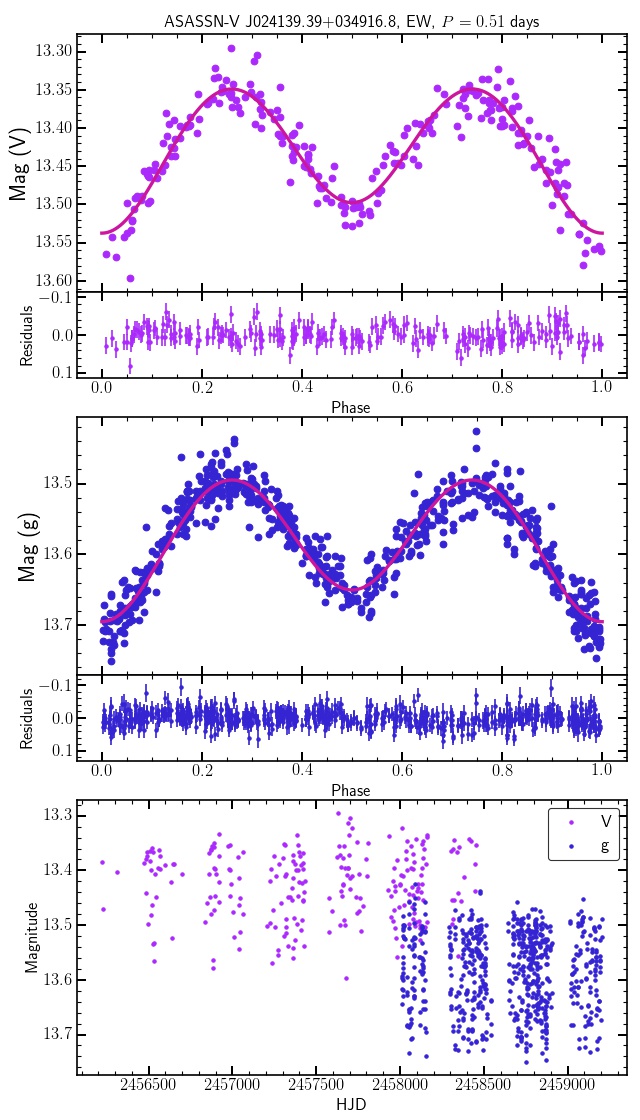 ASASSN-V J024139.39+034916.8, EW, P = 0.51 days
13.30
13.35
13.40
13.45
13.50
13.55
13.60
Mag (V)
−0.1
0.0
0.1
Residuals
0.0 0.2 0.4 0.6 0.8 1.0
Phase
13.5
13.6
13.7
Mag (g)
−0.1
0.0
0.1
Residuals
0.0 0.2 0.4 0.6 0.8 1.0
Phase
13.3
13.4
13.5
13.6
13.7
Magnitude
V
g
2456500 2457000 2457500 2458000 2458500 2459000
HJD